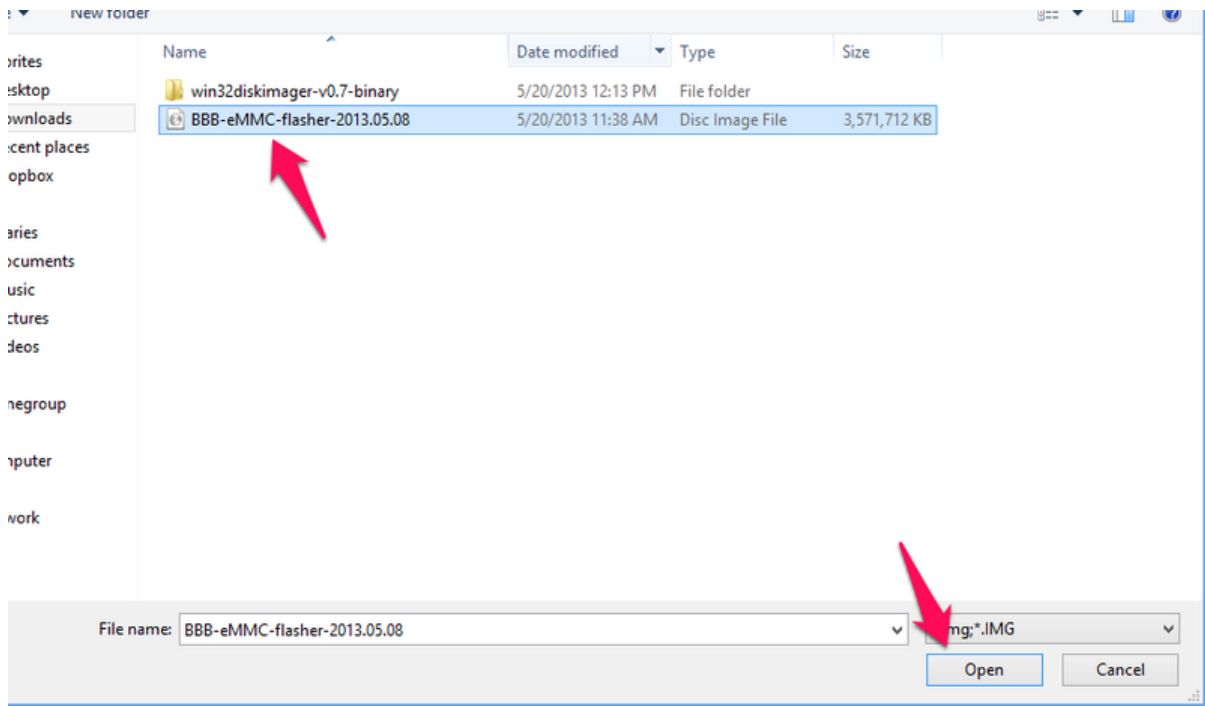 New folder
Name Date modified Type Size
orites
esktop
win32diskimager-v0.7-binary 5/20/2013 12:13 PM File folder
ownloads
BBB-eMMC-flasher-2013.05.08 5/20/2013 11:38 AM Disc Image File 3,571,712 KB
ecent places
opbox
aries
ocuments
usic
ctures
deos
negroup
nputer
work
File name: BBB-eMMC-flasher-2013.05.08 mg;*.IMG
Open Cancel